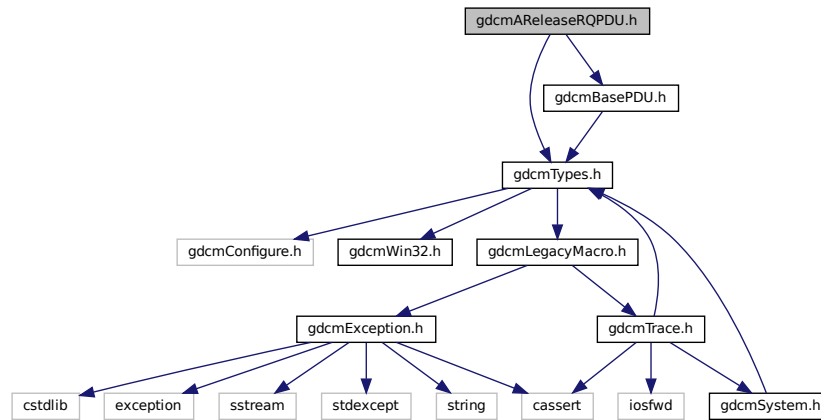 gdcmAReleaseRQPDU.h
gdcmBasePDU.h
gdcmTypes.h
gdcmConfigure.h
gdcmWin32.h
gdcmLegacyMacro.h
gdcmException.h
gdcmTrace.h
cstdlib
exception
sstream
stdexcept
string
cassert
iosfwd
gdcmSystem.h